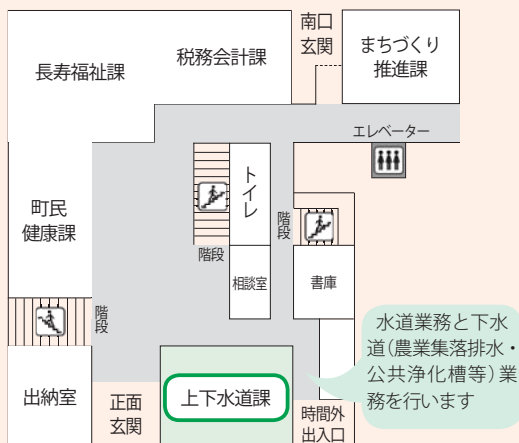 南口
玄関
税務会計課
まちづくり
推進課
長寿福祉課
エレベーター
トイレ
階段
町民
健康課
階段
相談室
書庫
階段
水道業務と下水
道(農業集落排水・
公共浄化槽等)業
務を行います
出納室
正面
玄関
上下水道課
時間外
出入口